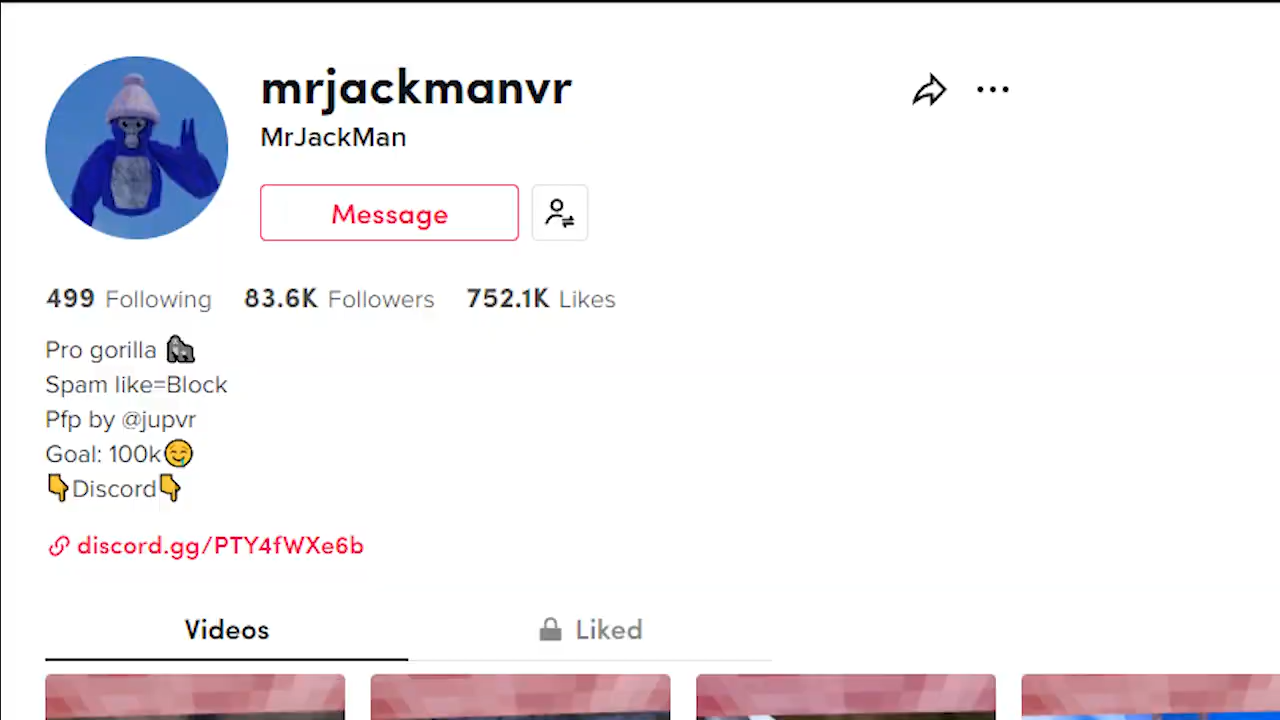 mrjackmanvr
MrJackMan
Message
499 Following 83.6K Followers 752.1K Likes
Pro gorilla 🦍
Spam like=Block
Pfp by @jupvr
Goal: 100k🤤
👇Discord👇
discord.gg/PTY4fWXe6b
Videos Liked